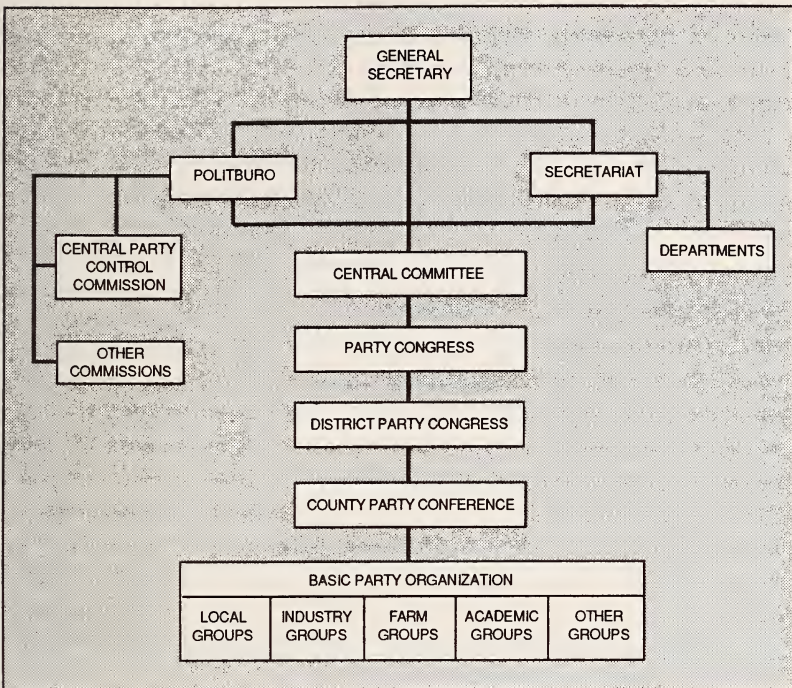 GENERAL
SECRETARY
POLITBURO
SECRETARIAT
CENTRAL PARTY
CONTROL
COMMISSION
DEPARTMENTS
CENTRAL COMMITTEE
OTHER
COMMISSIONS
PARTY CONGRESS
DISTRICT PARTY CONGRESS
COUNTY PARTY CONFERENCE
BASIC PARTY ORGANIZATION
LOCAL
GROUPS
INDUSTRY
GROUPS
FARM
GROUPS
ACADEMIC
GROUPS
OTHER
GROUPS